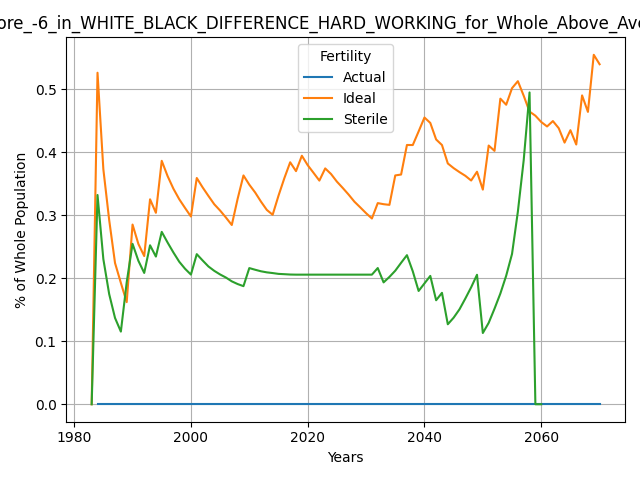 ore_-6_in_WHITE_BLACK_DIFFERENCE_HARD_WORKING_for_Whole_Above_Ave
Fertility
Actual
Ideal
Sterile
% of Whole Population
0.5
0.4
0.3
0.2
0.1
0.0
1980 2000 2020 2040 2060
Years